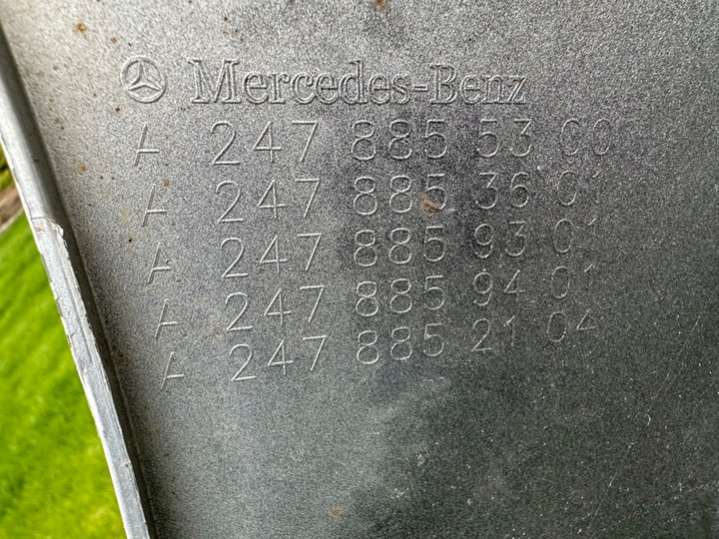 Mercedes-Benz
A 247 885 53 00
A 247 885 36 01
A 247 885 93 01
A 247 885 94 01
A 247 885 21 04